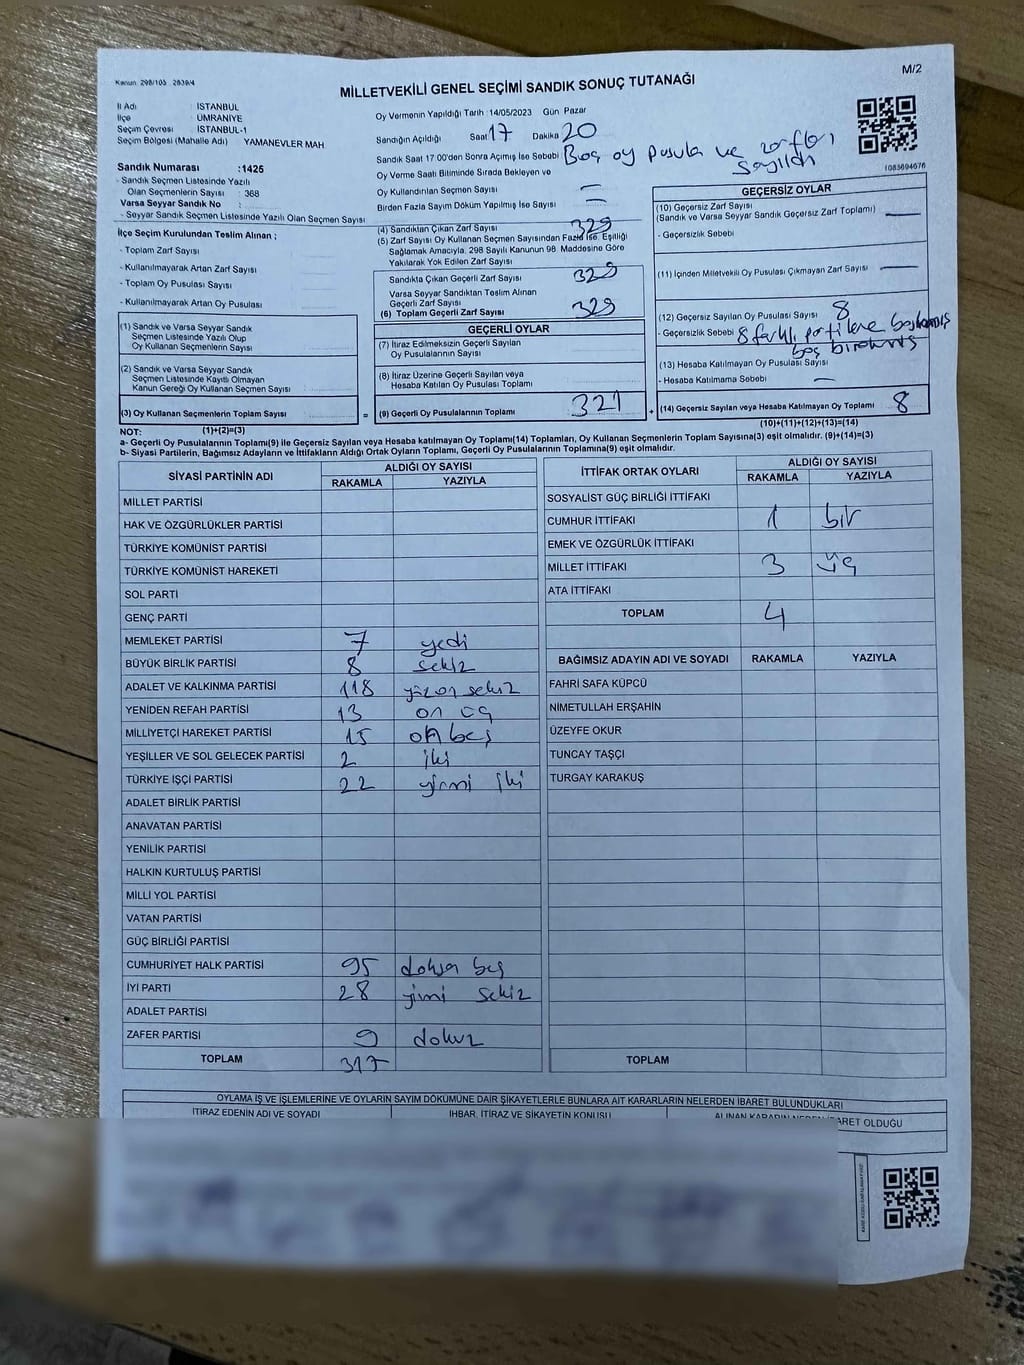 Kanun 298/103 2839/4
M/2
MİLLETVEKİLİ GENEL SEÇİMİ SANDIK SONUÇ TUTANAĞI
İl Adı : İSTANBUL
İlçe : ÜMRANİYE
Seçim Çevresi : İSTANBUL-1
Seçim Bölgesi (Mahalle Adı) YAMANEVLER MAH
Sandık Numarası :1425
- Sandık Seçmen Listesinde Yazılı
Olan Seçmenlerin Sayısı : 368
Varsa Seyyar Sandık No :
- Seyyar Sandık Seçmen Listesinde Yazılı Olan Seçmen Sayısı
Oy Vermenin Yapıldığı Tarih :14/05/2023 Gün Pazar
Sandığın Açıldığı Saat 17 Dakika 20
Sandık Saat 17.00'den Sonra Açımış İse Sebebi Boş oy pusula ve zarfları sayıldı
Oy Verme Saati Bitiminde Sırada Bekleyen ve
Oy Kullandırılan Seçmen Sayısı —
Birden Fazla Sayım Döküm Yapılmış İse Sayısı —
1083694676
İlçe Seçim Kurulundan Teslim Alınan ;
- Toplam Zarf Sayısı
- Kullanılmayarak Artan Zarf Sayısı
- Toplam Oy Pusulası Sayısı
- Kullanılmayarak Artan Oy Pusulası
(1) Sandık ve Varsa Seyyar Sandık
Seçmen Listesinde Yazılı Olup
Oy Kullanan Seçmenlerin Sayısı
(2) Sandık ve Varsa Seyyar Sandık
Seçmen Listesinde Kayıtlı Olmayan
Kanun Gereği Oy Kullanan Seçmen Sayısı
(3) Oy Kullanan Seçmenlerin Toplam Sayısı =
(1)+(2)=(3)
(4) Sandıktan Çıkan Zarf Sayısı 329
(5) Zarf Sayısı Oy Kullanan Seçmen Sayısından Fazla İse, Eşitliği
Sağlamak Amacıyla, 298 Sayılı Kanunun 98. Maddesine Göre
Yakılarak Yok Edilen Zarf Sayısı
Sandıkta Çıkan Geçerli Zarf Sayısı 329
Varsa Seyyar Sandıktan Teslim Alınan
Geçerli Zarf Sayısı
(6) Toplam Geçerli Zarf Sayısı 329
GEÇERLİ OYLAR
(7) İtiraz Edilmeksizin Geçerli Sayılan
Oy Pusulalarının Sayısı
(8) İtiraz Üzerine Geçerli Sayılan veya
Hesaba Katılan Oy Pusulası Toplamı
(9) Geçerli Oy Pusulalarının Toplamı 321 +
GEÇERSİZ OYLAR
(10) Geçersiz Zarf Sayısı
(Sandık ve Varsa Seyyar Sandık Geçersiz Zarf Toplamı) —
- Geçersizlik Sebebi
(11) İçinden Milletvekili Oy Pusulası Çıkmayan Zarf Sayısı —
(12) Geçersiz Sayılan Oy Pusulası Sayısı 8
- Geçersizlik Sebebi 8 farklı partilere
boş
(13) Hesaba Katılmayan Oy Pusulası Sayısı
- Hesaba Katılmama Sebebi —
(14) Geçersiz Sayılan veya Hesaba Katılmayan Oy Toplamı 8
(10)+(11)+(12)+(13)=(14)
NOT:
a- Geçerli Oy Pusulalarının Toplamı(9) ile Geçersiz Sayılan veya Hesaba katılmayan Oy Toplamı(14) Toplamları, Oy Kullanan Seçmenlerin Toplam Sayısına(3) eşit olmalıdır. (9)+(14)=(3)
b- Siyasi Partilerin, Bağımsız Adayların ve İttifakların Aldığı Ortak Oyların Toplamı, Geçerli Oy Pusulalarının Toplamına(9) eşit olmalıdır.
SİYASİ PARTİNİN ADI ALDIĞI OY SAYISI
RAKAMLA YAZIYLA
MİLLET PARTİSİ
HAK VE ÖZGÜRLÜKLER PARTİSİ
TÜRKİYE KOMÜNİST PARTİSİ
TÜRKİYE KOMÜNİST HAREKETİ
SOL PARTİ
GENÇ PARTİ
MEMLEKET PARTİSİ 7 yedi
BÜYÜK BİRLİK PARTİSİ 8 sekiz
ADALET VE KALKINMA PARTİSİ 118 yüzon sekiz
YENİDEN REFAH PARTİSİ 13 on üç
MİLLİYETÇİ HAREKET PARTİSİ 15 on beş
YEŞİLLER VE SOL GELECEK PARTİSİ 2 iki
TÜRKİYE İŞÇİ PARTİSİ 22 yirmi iki
ADALET BİRLİK PARTİSİ
ANAVATAN PARTİSİ
YENİLİK PARTİSİ
HALKIN KURTULUŞ PARTİSİ
MİLLİ YOL PARTİSİ
VATAN PARTİSİ
GÜÇ BİRLİĞİ PARTİSİ
CUMHURİYET HALK PARTİSİ 95 doksa beş
İYİ PARTİ 28 yimi sekiz
ADALET PARTİSİ
ZAFER PARTİSİ 9 dokuz
TOPLAM 317
İTTİFAK ORTAK OYLARI ALDIĞI OY SAYISI
RAKAMLA YAZIYLA
SOSYALİST GÜÇ BİRLİĞİ İTTİFAKI
CUMHUR İTTİFAKI 1 bir
EMEK VE ÖZGÜRLÜK İTTİFAKI
MİLLET İTTİFAKI 3 üç
ATA İTTİFAKI
TOPLAM 4
BAĞIMSIZ ADAYIN ADI VE SOYADI RAKAMLA YAZIYLA
FAHRİ SAFA KÜPCÜ
NİMETULLAH ERŞAHİN
ÜZEYFE OKUR
TUNCAY TAŞÇI
TURGAY KARAKUŞ
TOPLAM
OYLAMA İŞ VE İŞLEMLERİNE VE OYLARIN SAYIM DÖKÜMÜNE DAİR ŞİKAYETLERLE BUNLARA AİT KARARLARIN NELERDEN İBARET BULUNDUKLARI
İTİRAZ EDENİN ADI VE SOYADI İHBAR, İTİRAZ VE ŞİKAYETİN KONUSU ALINAN KARARIN NEDEN İBARET OLDUĞU